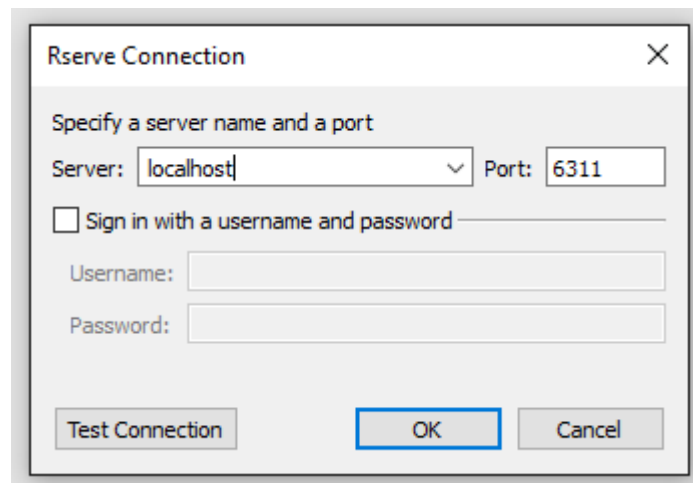 Rserve Connection
Specify a server name and a port
Server: localhost Port: 6311
Sign in with a username and password
Username:
Password:
Test Connection OK Cancel